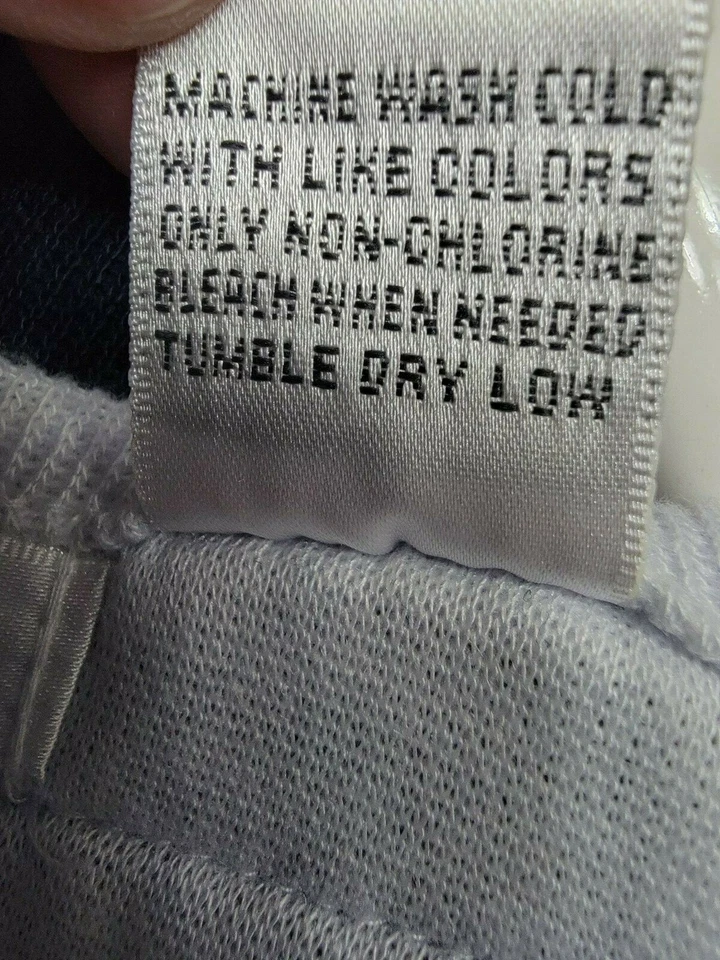 MACHINE WASH COLD
WITH LIKE COLORS
ONLY NON-CHLORINE
BLEACH WHEN NEEDED
TUMBLE DRY LOW